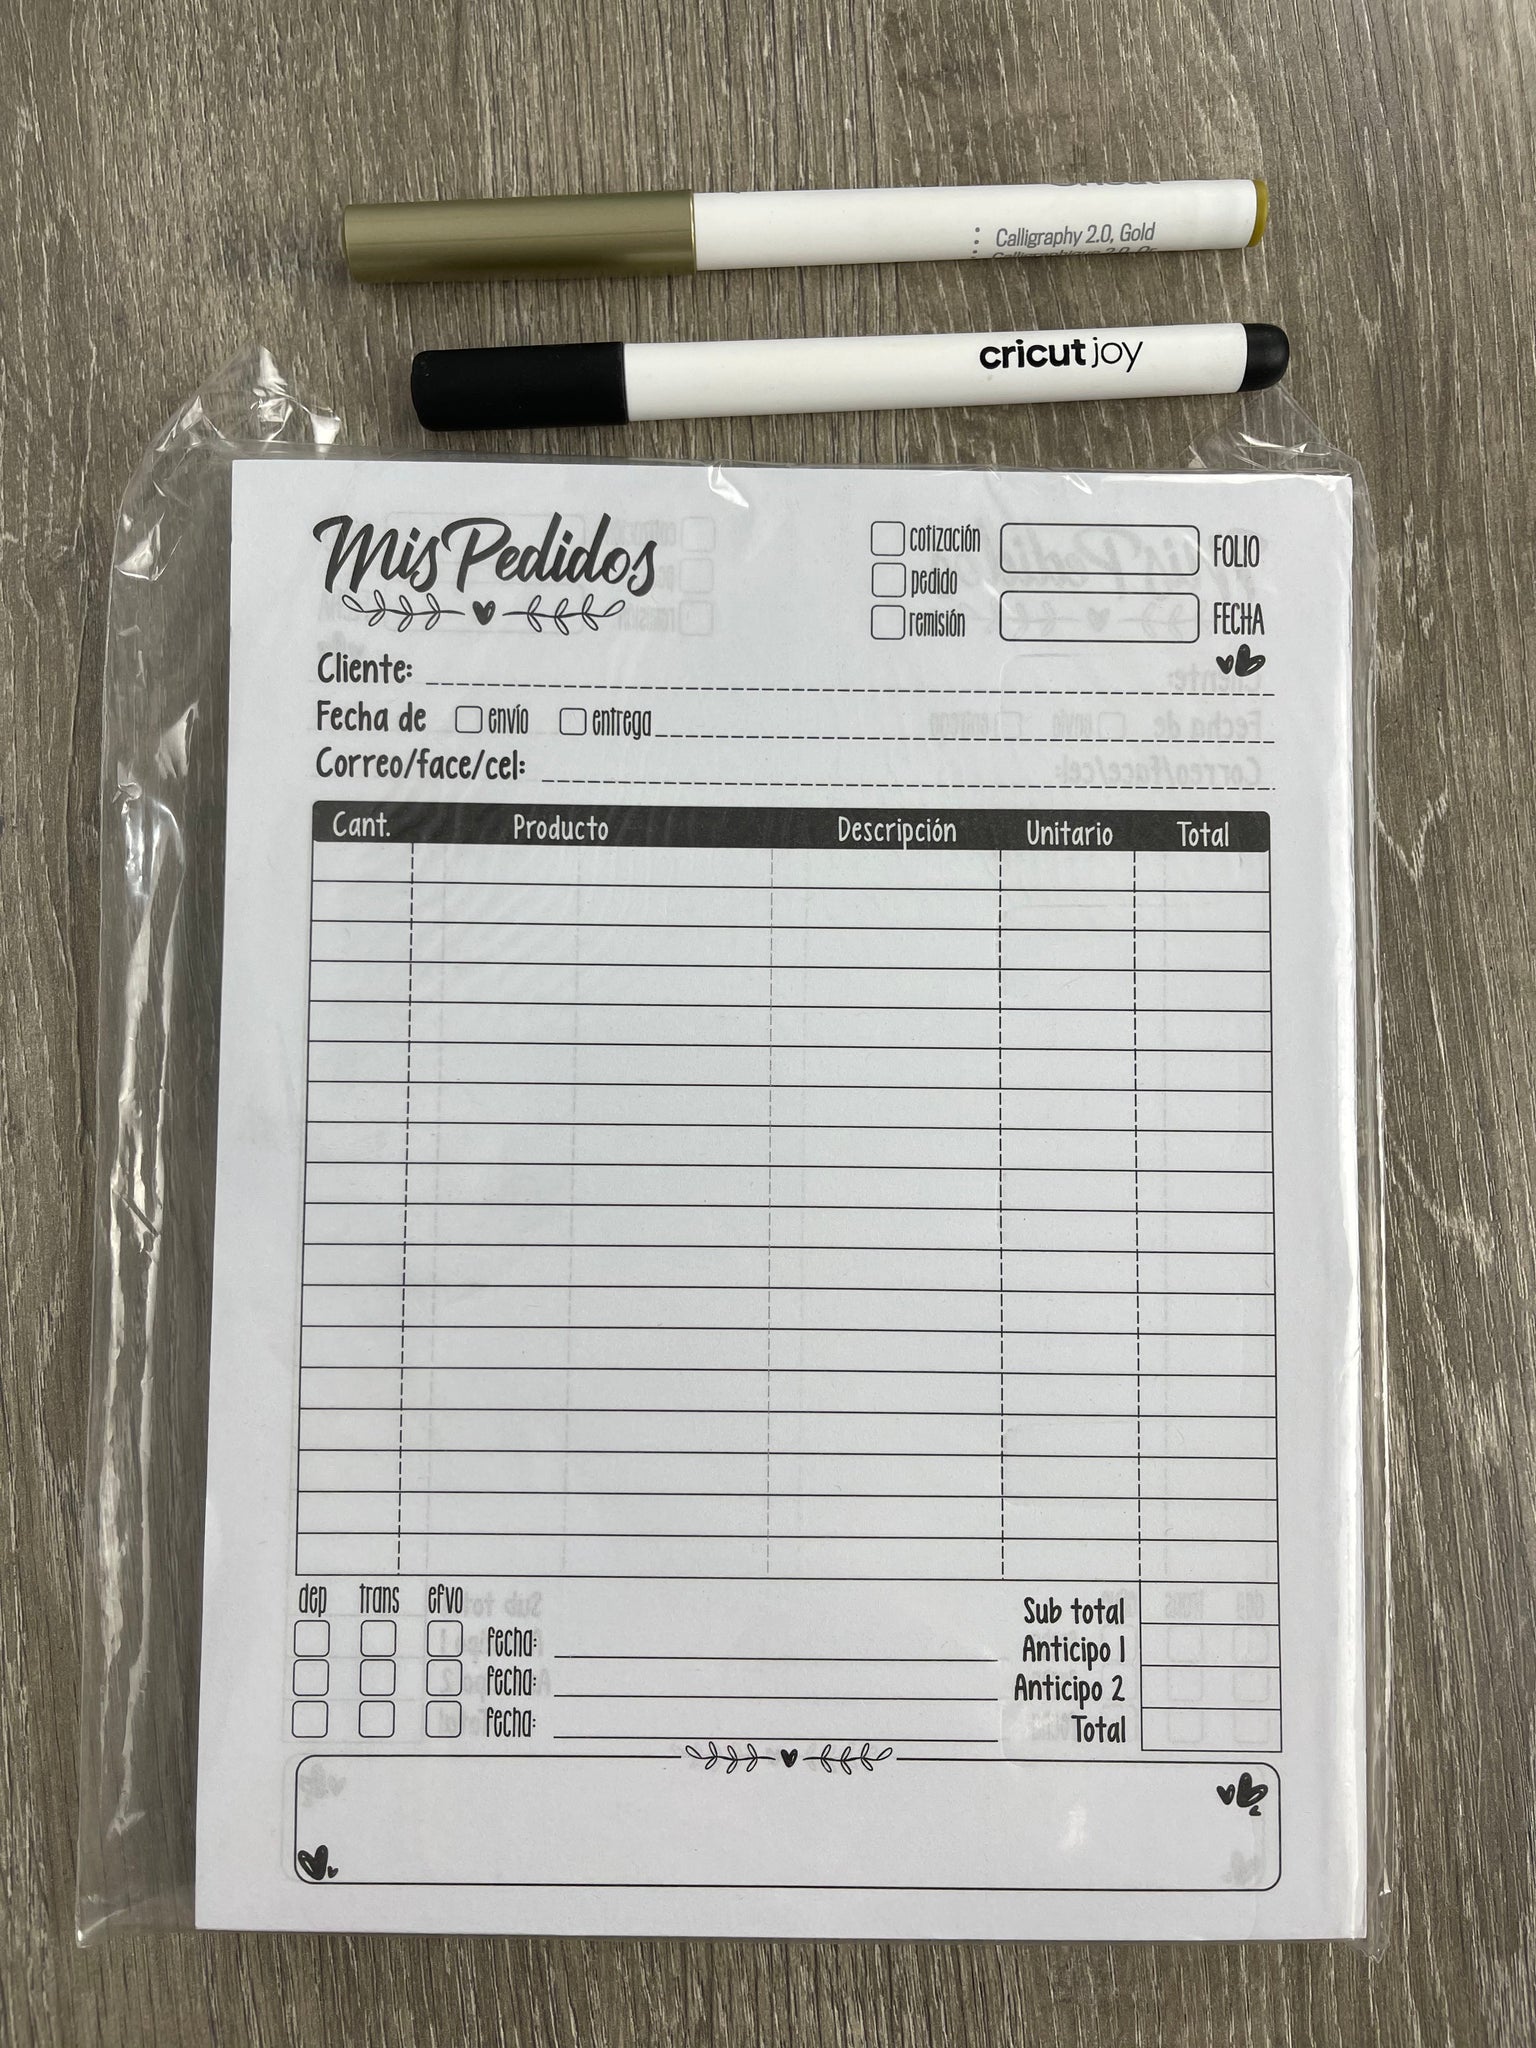 Calligraphy 2.0, Gold
cricut joy
Mis Pedidos
cotización
pedido
remisión
FOLIO
FECHA
Cliente:
Fecha de envío entrega
Correo/face/cel:
Cant. Producto Descripción Unitario Total
dep trans efvo
fecha:
fecha:
fecha:
Sub total
Anticipo 1
Anticipo 2
Total